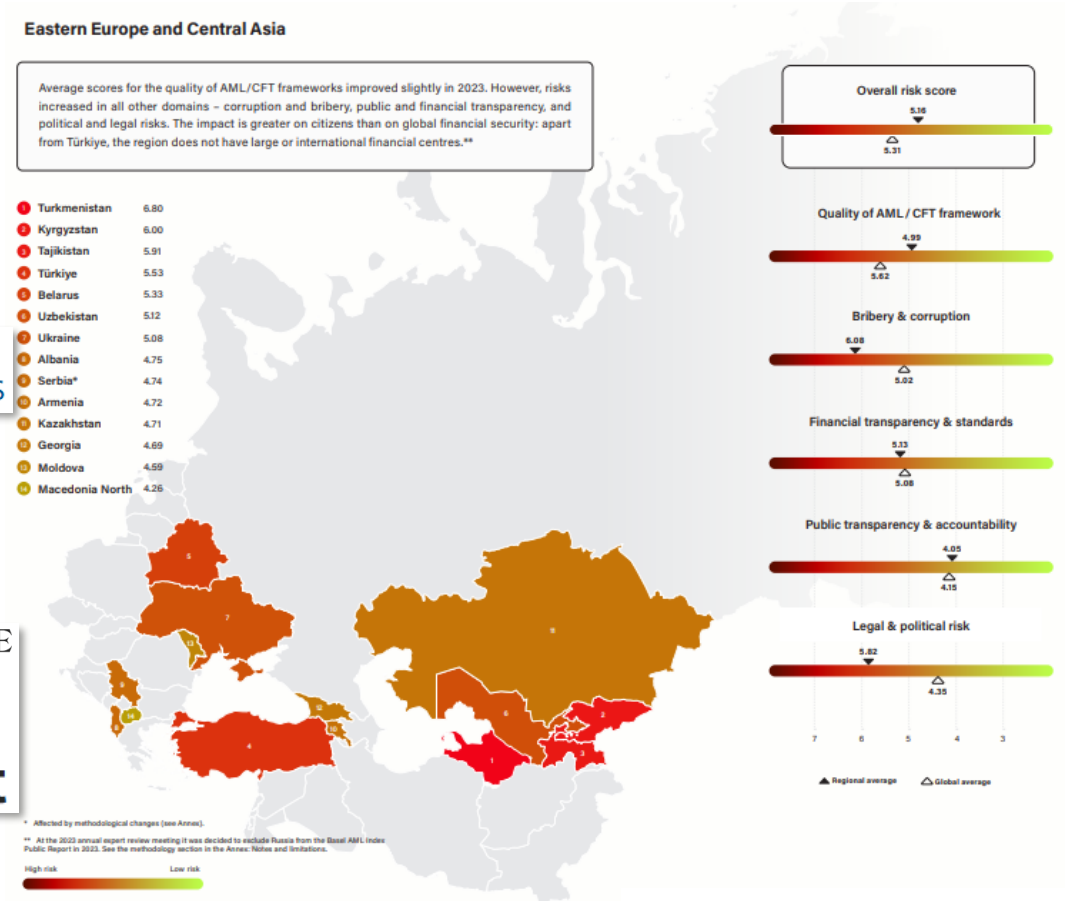 Eastern Europe and Central Asia
Average scores for the quality of AML/CFT frameworks improved slightly in 2023. However, risks
increased in all other domains – corruption and bribery, public and financial transparency, and
political and legal risks. The impact is greater on citizens than on global financial security: apart
from Türkiye, the region does not have large or international financial centres.**
1 Turkmenistan 6.80
2 Kyrgyzstan 6.00
3 Tajikistan 5.91
4 Türkiye 5.53
5 Belarus 5.33
6 Uzbekistan 5.12
7 Ukraine 5.08
8 Albania 4.75
9 Serbia* 4.74
10 Armenia 4.72
11 Kazakhstan 4.71
12 Georgia 4.69
13 Moldova 4.59
14 Macedonia North 4.26
S
E
t
Overall risk score
5.16
5.31
Quality of AML / CFT framework
4.99
5.62
Bribery & corruption
6.08
5.02
Financial transparency & standards
5.13
5.08
Public transparency & accountability
4.05
4.15
Legal & political risk
5.82
4.35
7 6 5 4 3
Regional average Global average
5
7
13
14
12
10
4
6
2
3
1
* Affected by methodological changes (see Annex).
** At the 2023 annual expert review meeting it was decided to exclude Russia from the Basel AML Index
Public Report in 2023. See the methodology section in the Annex: Notes and limitations.
High risk Low risk